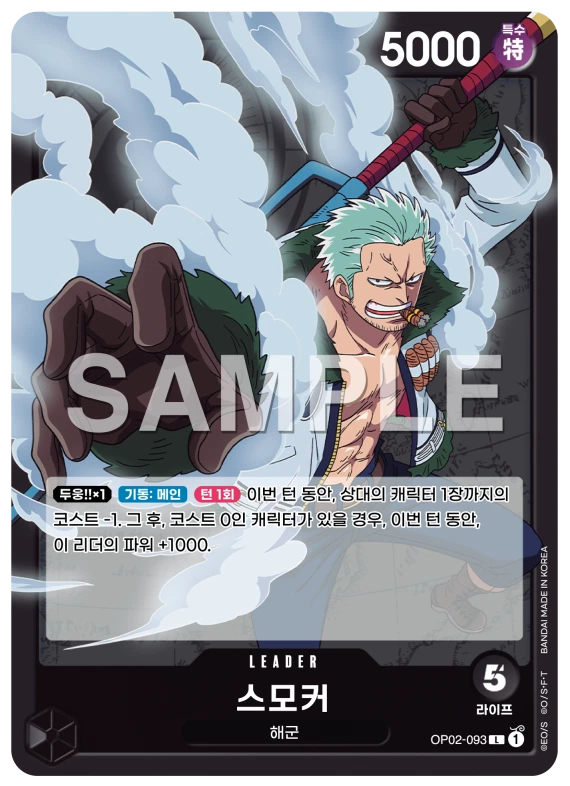 5000
특수
特
SAMPLE
두웅!!×1 기동: 메인 턴 1회 이번 턴 동안, 상대의 캐릭터 1장까지의
코스트 -1. 그 후, 코스트 0인 캐릭터가 있을 경우, 이번 턴 동안,
이 리더의 파워 +1000.
LEADER
5
스모커
라이프
해군
OP02-093 L 1
©EO/S ©O/S·F·T BANDAI MADE IN KOREA